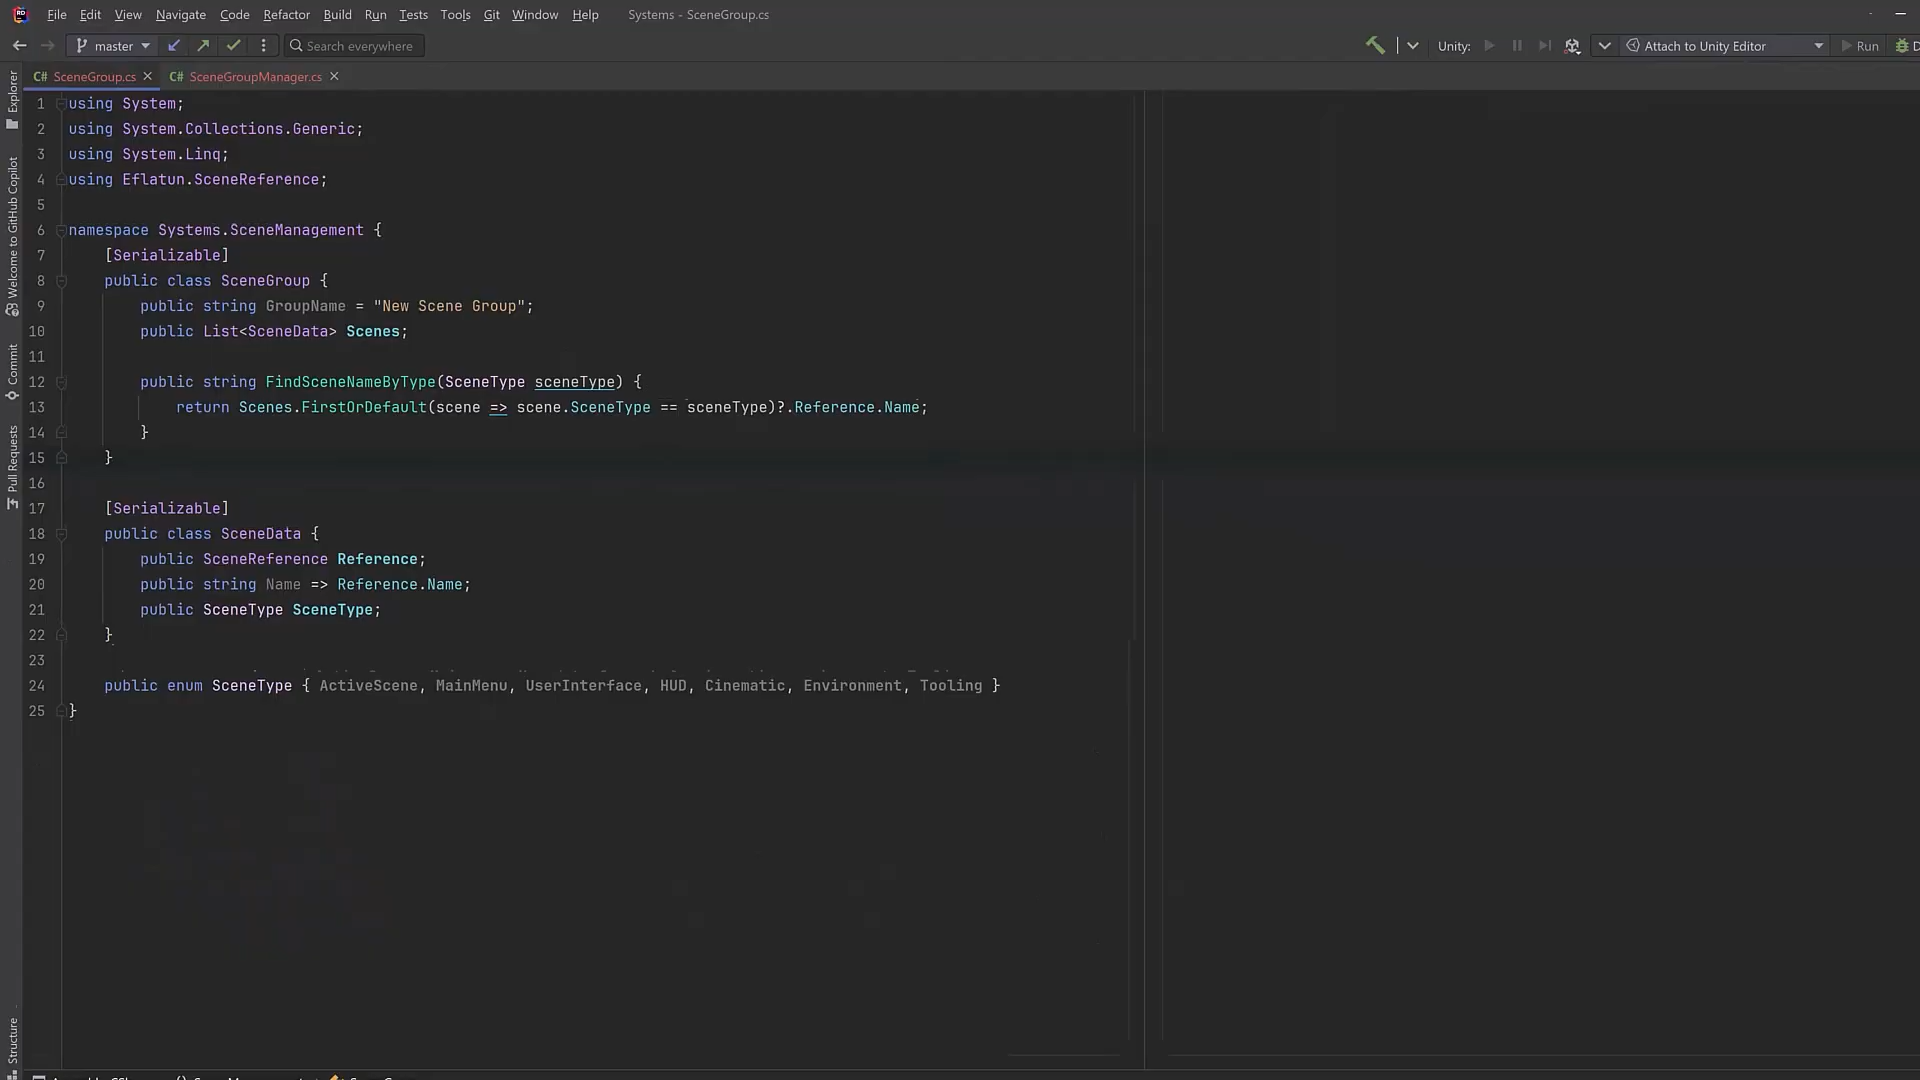 File Edit View Navigate Code Refactor Build Run Tests Tools Git Window Help Systems - SceneGroup.cs
master Search everywhere Unity: Attach to Unity Editor Run
C# SceneGroup.cs C# SceneGroupManager.cs
Explorer
Welcome to GitHub Copilot
Commit
Pull Requests
Structure
1 using System;
2 using System.Collections.Generic;
3 using System.Linq;
4 using Eflatun.SceneReference;
5
6 namespace Systems.SceneManagement {
7 [Serializable]
8 public class SceneGroup {
9 public string GroupName = "New Scene Group";
10 public List<SceneData> Scenes;
11
12 public string FindSceneNameByType(SceneType sceneType) {
13 return Scenes.FirstOrDefault(scene => scene.SceneType == sceneType)?.Reference.Name;
14 }
15 }
16
17 [Serializable]
18 public class SceneData {
19 public SceneReference Reference;
20 public string Name => Reference.Name;
21 public SceneType SceneType;
22 }
23
24 public enum SceneType { ActiveScene, MainMenu, UserInterface, HUD, Cinematic, Environment, Tooling }
25 }